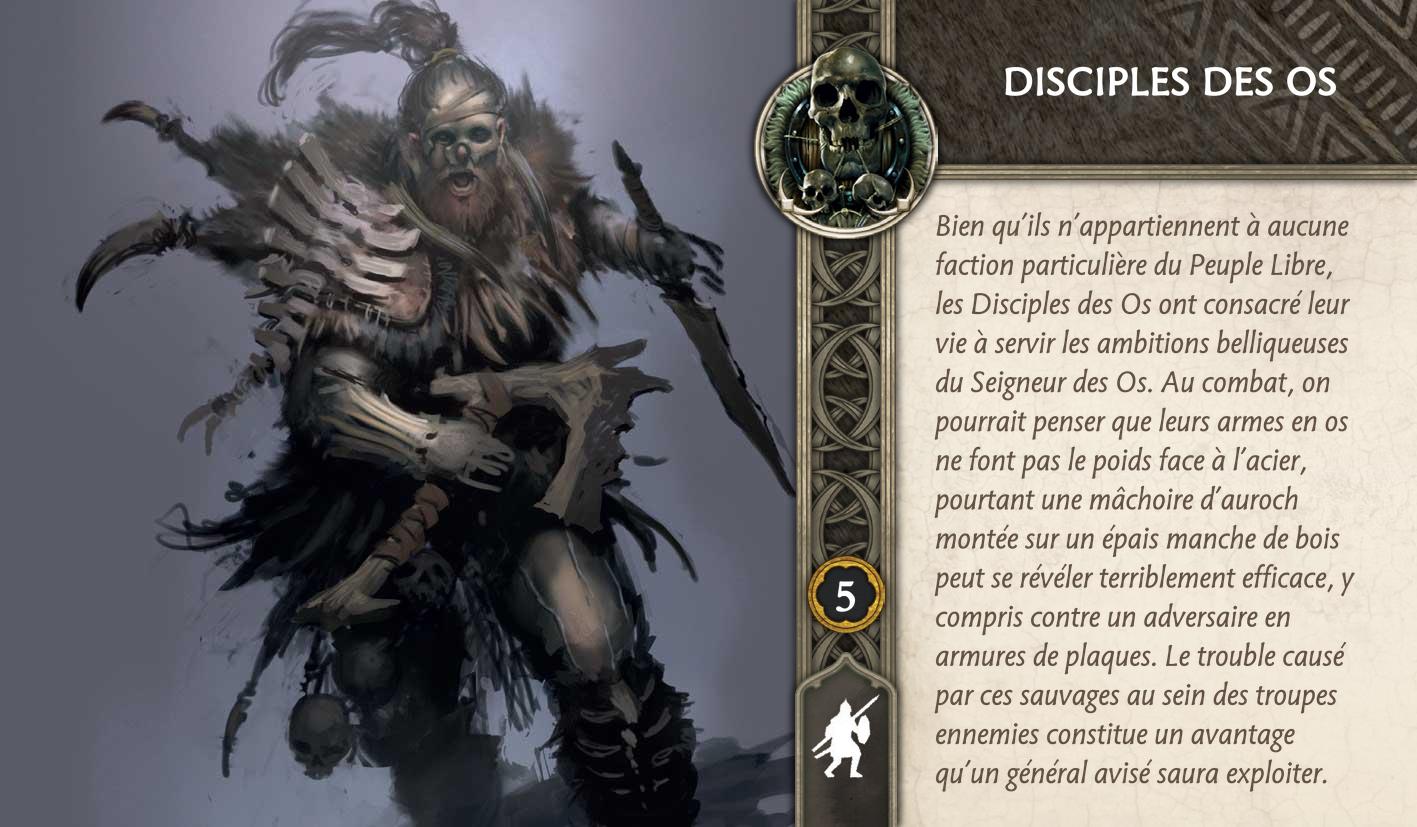 DISCIPLES DES OS
Bien qu'ils n'appartiennent à aucune
faction particulière du Peuple Libre,
les Disciples des Os ont consacré leur
vie à servir les ambitions belliqueuses
du Seigneur des Os. Au combat, on
pourrait penser que leurs armes en os
ne font pas le poids face à l'acier,
pourtant une mâchoire d'auroch
montée sur un épais manche de bois
peut se révéler terriblement efficace, y
compris contre un adversaire en
armures de plaques. Le trouble causé
par ces sauvages au sein des troupes
ennemies constitue un avantage
qu'un général avisé saura exploiter.
5